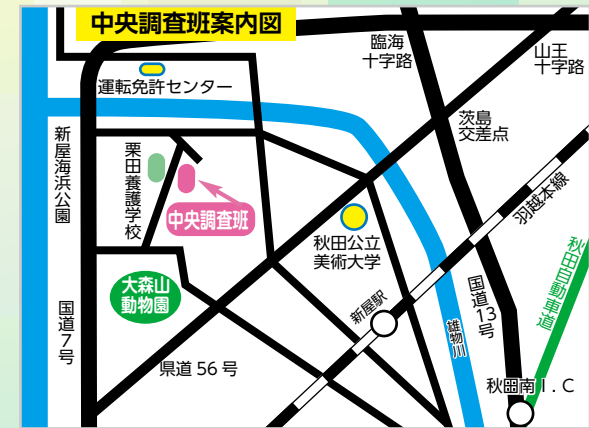 中央調査班案内図
臨海
十字路
山王
十字路
運転免許センター
茨島
交差点
新屋海浜公園
栗田養護学校
中央調査班
羽越本線
秋田公立
美術大学
秋田自動車道
大森山
動物園
新屋駅
国道13号
国道7号
雄物川
県道56号
秋田南I.C